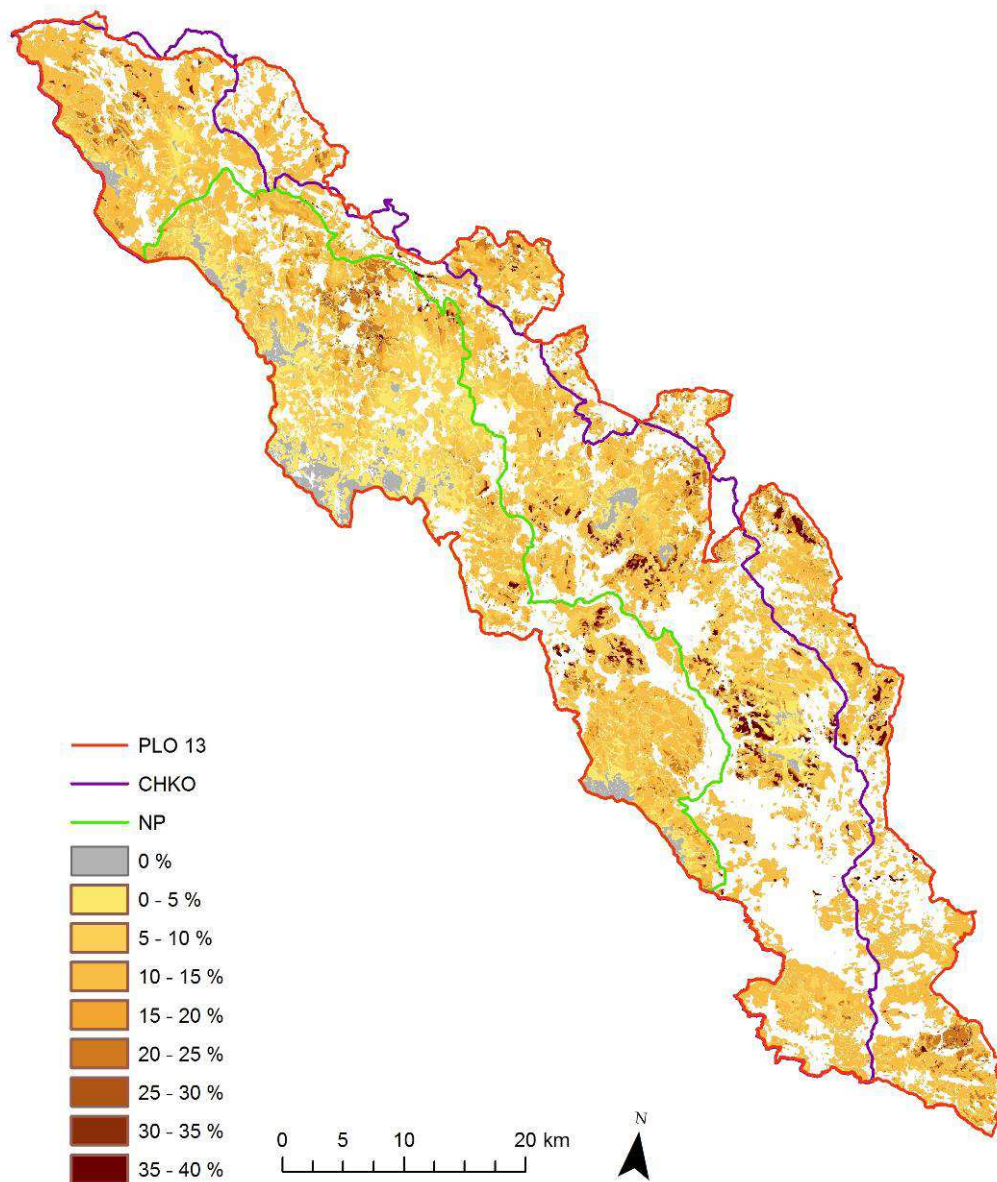 PLO 13
CHKO
NP
0 %
0 - 5 %
5 - 10 %
10 - 15 %
15 - 20 %
20 - 25 %
25 - 30 %
30 - 35 %
35 - 40 %
0 5 10 20 km
N